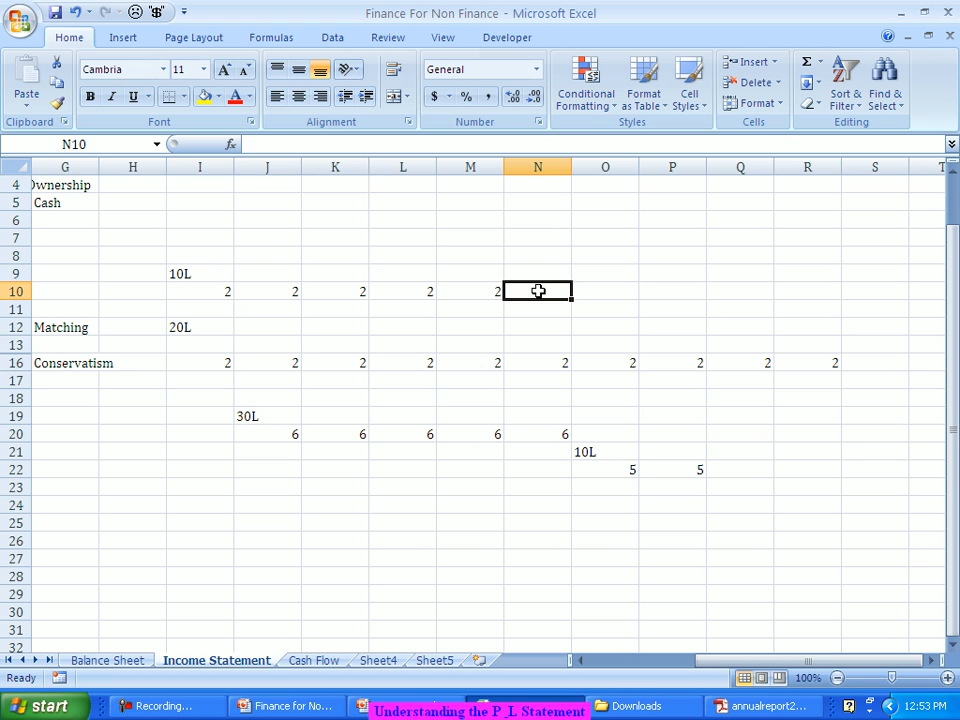 Finance For Non Finance - Microsoft Excel
Home Insert Page Layout Formulas Data Review View Developer
Paste Cambria 11 General Conditional Formatting Format as Table Cell Styles Insert Delete Format Sort & Filter Find & Select
B I U A $ % , Σ
Clipboard Font Alignment Number Styles Cells Editing
N10 fx
G H I J K L M N O P Q R S T
4 Ownership
5 Cash
6
7
8
9 10L
10 2 2 2 2 2
11
12 Matching 20L
13
16 Conservatism 2 2 2 2 2 2 2 2 2 2
17
18
19 30L
20 6 6 6 6 6
21 10L
22 5 5
23
24
25
26
27
28
29
30
31
32
Balance Sheet Income Statement Cash Flow Sheet4 Sheet5
Ready 100%
start Recording... Finance for No... Downloads annualreport2... 12:53 PM
Understanding the P_L Statement